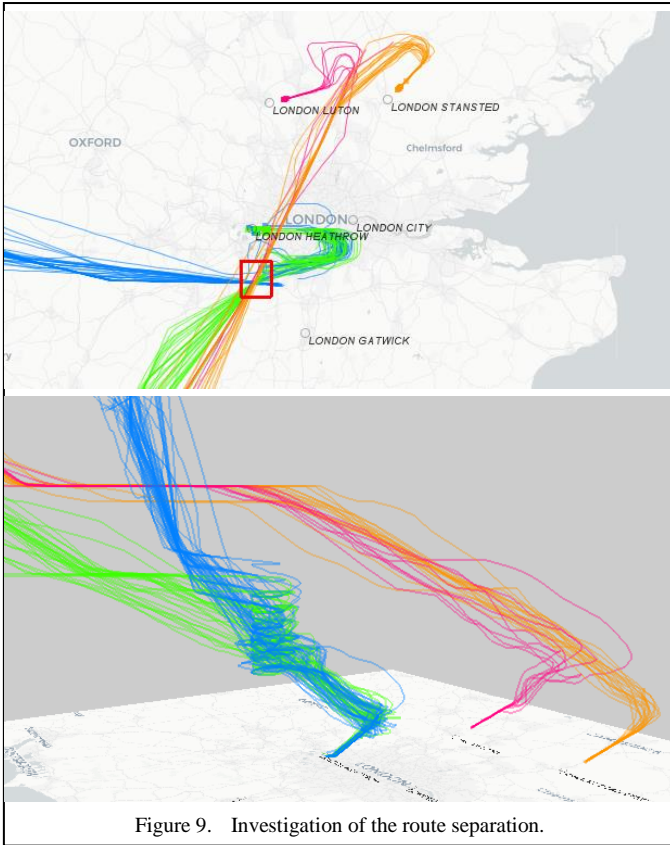 LONDON LUTON
LONDON STANSTED
OXFORD
Chelmsford
LONDON
LONDON CITY
LONDON HEATHROW
LONDON GATWICK
LONDON
Figure 9. Investigation of the route separation.